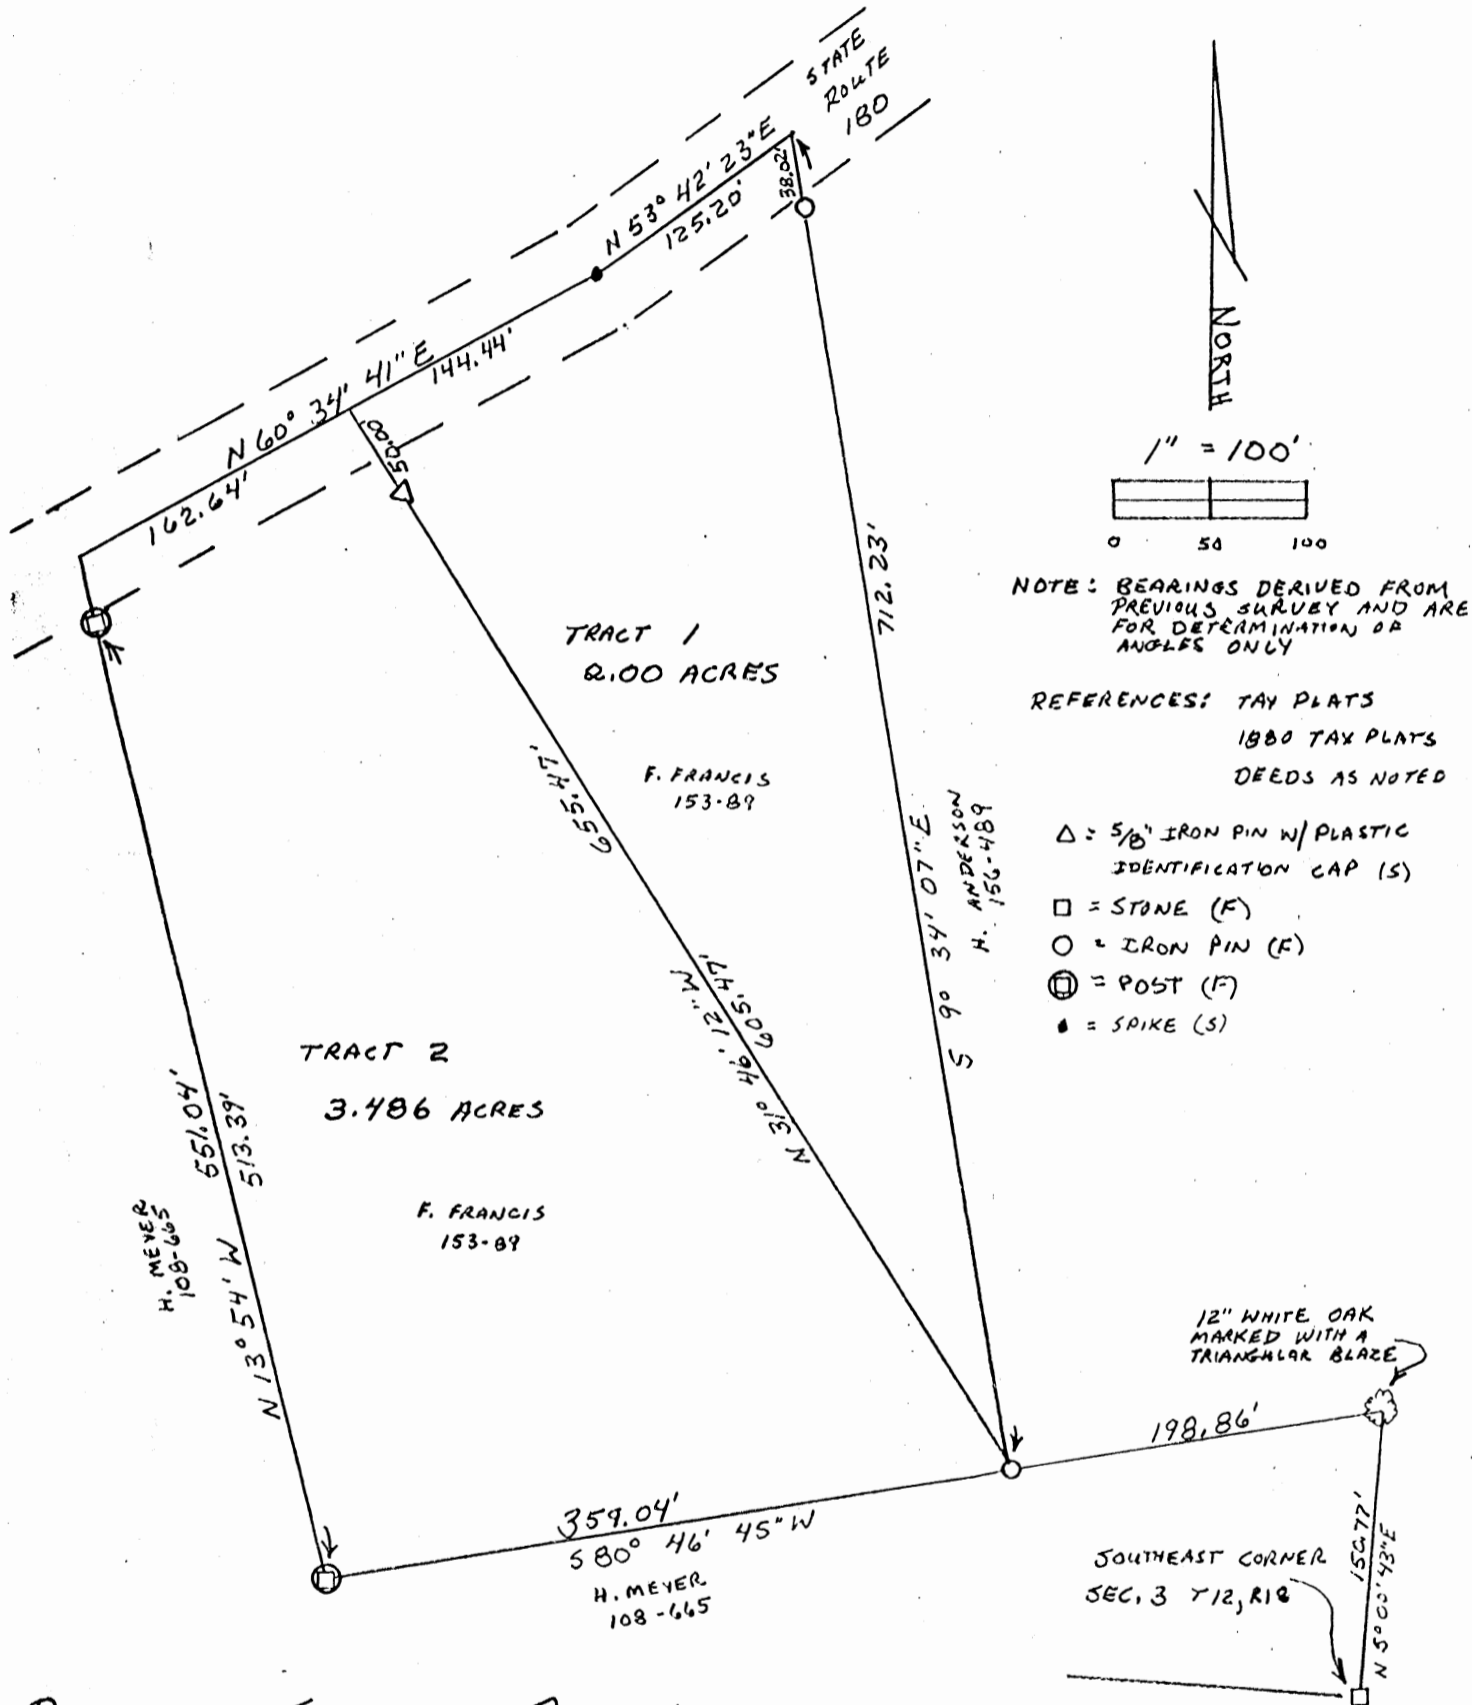 STATE
ROUTE
180
N 53° 42' 23" E
125.20'
38.02'
N 60° 34' 41" E
144.44'
162.64'
50.00'
NORTH
1" = 100'
0 50 100
NOTE: BEARINGS DERIVED FROM
PREVIOUS SURVEY AND ARE
FOR DETERMINATION OF
ANGLES ONLY
REFERENCES: TAX PLATS
1880 TAX PLATS
DEEDS AS NOTED
△ = 5/8" IRON PIN W/ PLASTIC
IDENTIFICATION CAP (S)
□ = STONE (F)
○ = IRON PIN (F)
= POST (F)
= SPIKE (S)
712.23'
S 9° 34' 07" E
H. ANDERSON
156-489
TRACT 1
2.00 ACRES
F. FRANCIS
153-89
655.47'
605.47'
N 31° 46' 12" W
TRACT 2
3.486 ACRES
F. FRANCIS
153-89
551.04'
513.39'
N 13° 54' W
H. MEYER
108-665
359.04'
S 80° 46' 45" W
H. MEYER
108-665
12" WHITE OAK
MARKED WITH A
TRIANGULAR BLAZE
198.86'
N 5° 00' 43" E
SOUTHEAST CORNER
SEC. 3 T12, R18